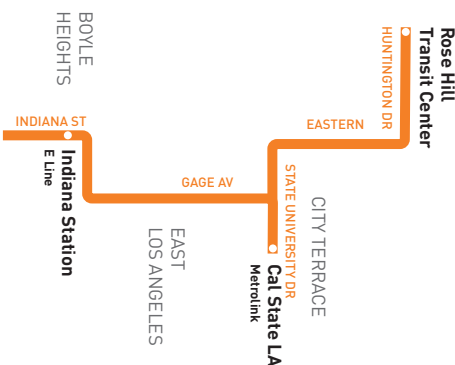 Rose Hill
Transit Center
HUNTINGTON DR
EASTERN
STATE UNIVERSITY DR
CITY TERRACE
Cal State LA
Metrolink
GAGE AV
EAST
LOS ANGELES
BOYLE
HEIGHTS
INDIANA ST
Indiana Station
E Line